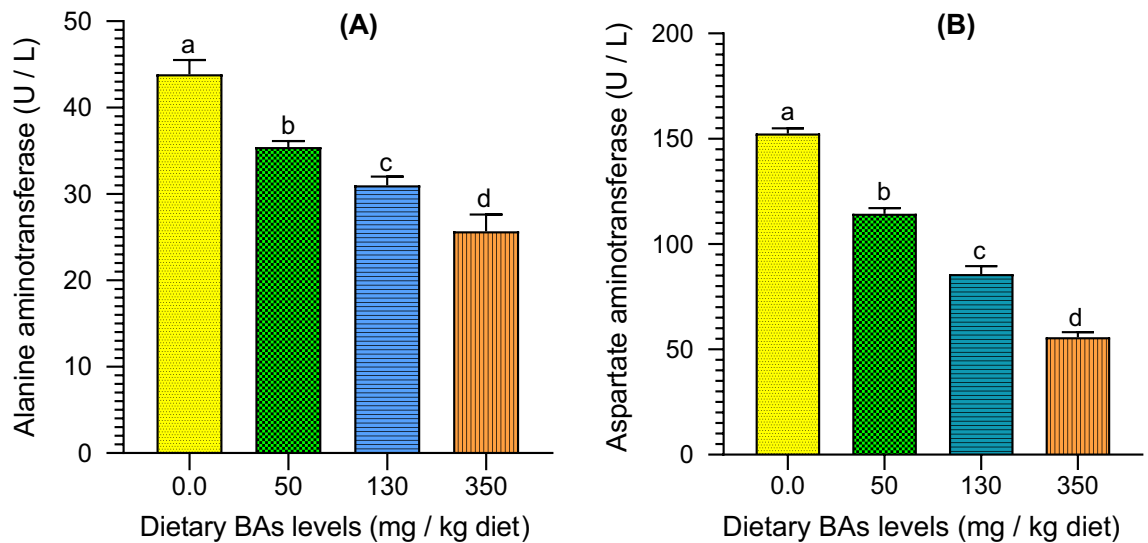 (A)
Alanine aminotransferase (U / L)
50
40
30
20
10
0
a
b
c
d
0.0 50 130 350
Dietary BAs levels (mg / kg diet)
(B)
Aspartate aminotransferase (U / L)
200
150
100
50
0
a
b
c
d
0.0 50 130 350
Dietary BAs levels (mg / kg diet)